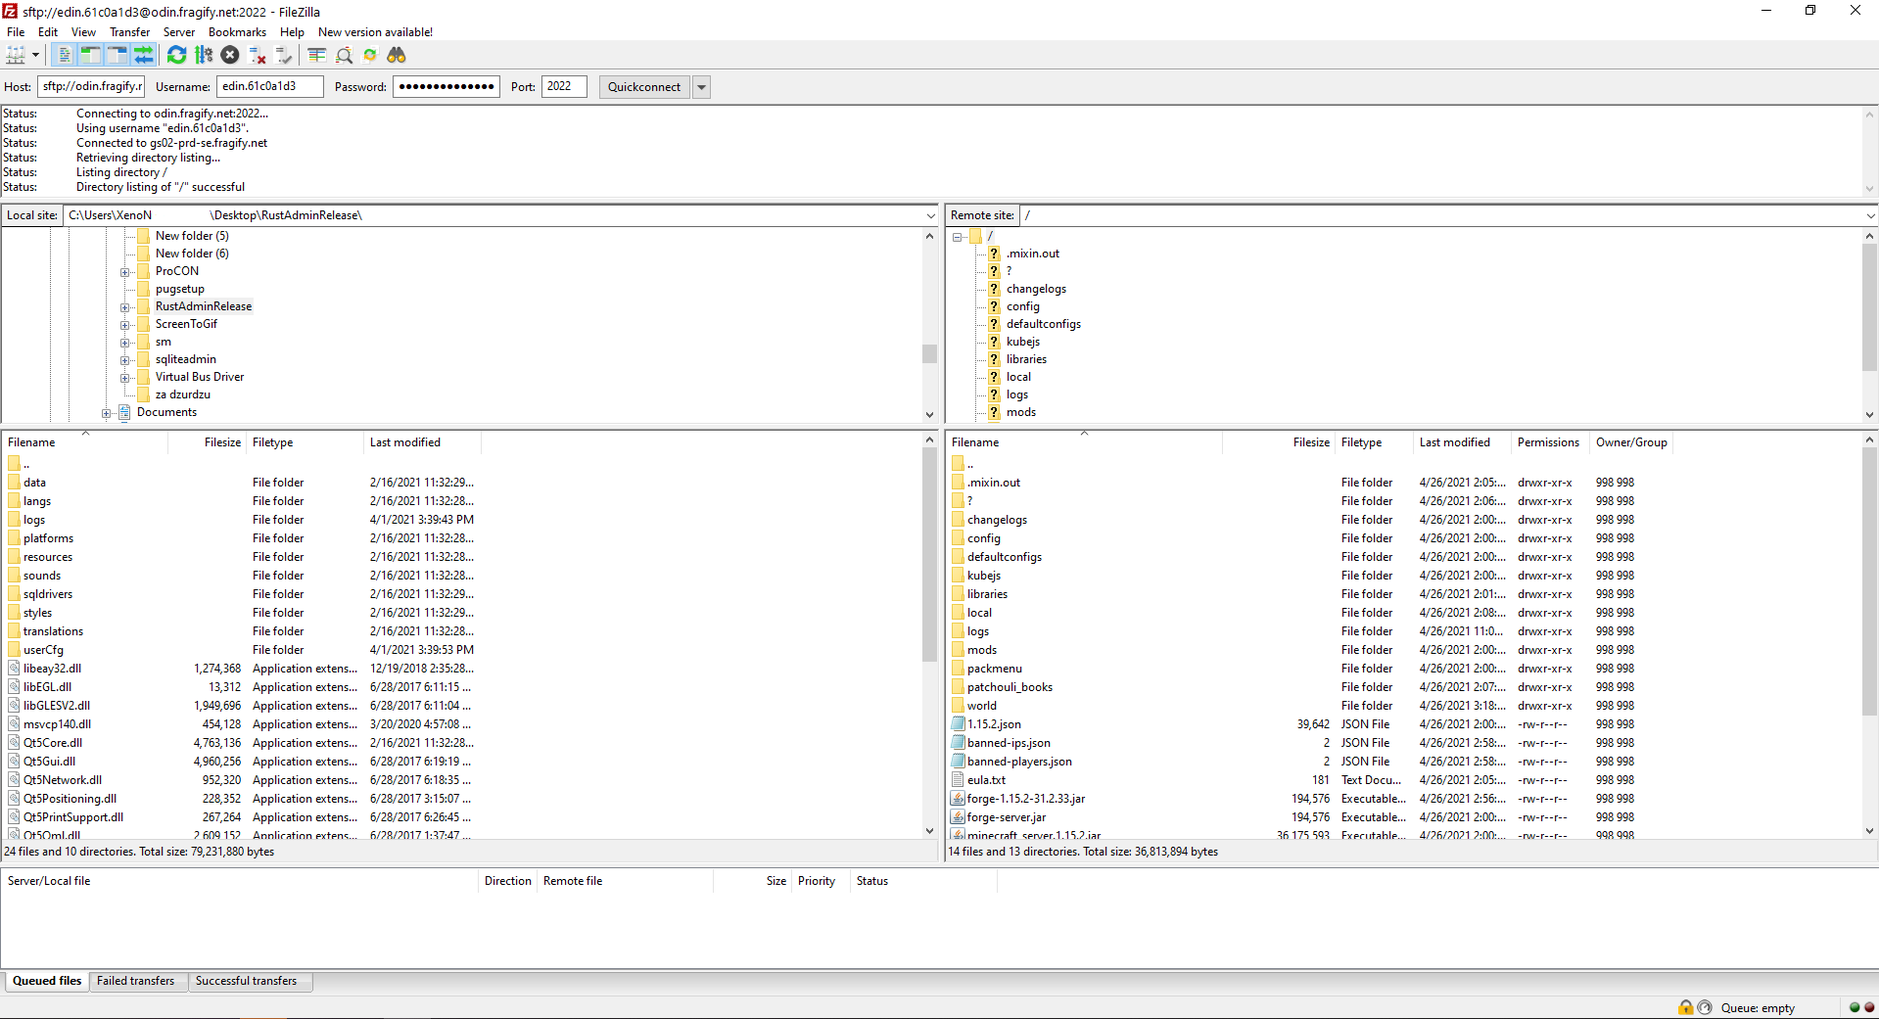 sftp://edin.61c0a1d3@odin.fragify.net:2022 - FileZilla
File Edit View Transfer Server Bookmarks Help New version available!
Host: sftp://odin.fragify.r Username: edin.61c0a1d3 Password: ●●●●●●●●●●●●●● Port: 2022 Quickconnect
Status: Connecting to odin.fragify.net:2022...
Status: Using username "edin.61c0a1d3".
Status: Connected to gs02-prd-se.fragify.net
Status: Retrieving directory listing...
Status: Listing directory /
Status: Directory listing of "/" successful
Local site: C:\Users\XenoN \Desktop\RustAdminRelease\
New folder (5)
New folder (6)
ProCON
pugsetup
RustAdminRelease
ScreenToGif
sm
sqliteadmin
Virtual Bus Driver
za dzurdzu
Documents
Filename Filesize Filetype Last modified
..
data File folder 2/16/2021 11:32:29...
langs File folder 2/16/2021 11:32:28...
logs File folder 4/1/2021 3:39:43 PM
platforms File folder 2/16/2021 11:32:28...
resources File folder 2/16/2021 11:32:28...
sounds File folder 2/16/2021 11:32:28...
sqldrivers File folder 2/16/2021 11:32:29...
styles File folder 2/16/2021 11:32:29...
translations File folder 2/16/2021 11:32:28...
userCfg File folder 4/1/2021 3:39:53 PM
libeay32.dll 1,274,368 Application extens... 12/19/2018 2:35:28...
libEGL.dll 13,312 Application extens... 6/28/2017 6:11:15 ...
libGLESV2.dll 1,949,696 Application extens... 6/28/2017 6:11:04 ...
msvcp140.dll 454,128 Application extens... 3/20/2020 4:57:08 ...
Qt5Core.dll 4,763,136 Application extens... 2/16/2021 11:32:28...
Qt5Gui.dll 4,960,256 Application extens... 6/28/2017 6:19:19 ...
Qt5Network.dll 952,320 Application extens... 6/28/2017 6:18:35 ...
Qt5Positioning.dll 228,352 Application extens... 6/28/2017 3:15:07 ...
Qt5PrintSupport.dll 267,264 Application extens... 6/28/2017 6:26:45 ...
Qt5Qml.dll 2,609,152 Application extens... 6/28/2017 1:37:47 ...
24 files and 10 directories. Total size: 79,231,880 bytes
Remote site: /
/
? .mixin.out
? ?
? changelogs
? config
? defaultconfigs
? kubejs
? libraries
? local
? logs
? mods
Filename Filesize Filetype Last modified Permissions Owner/Group
..
.mixin.out File folder 4/26/2021 2:05:... drwxr-xr-x 998 998
? File folder 4/26/2021 2:06:... drwxr-xr-x 998 998
changelogs File folder 4/26/2021 2:00:... drwxr-xr-x 998 998
config File folder 4/26/2021 2:00:... drwxr-xr-x 998 998
defaultconfigs File folder 4/26/2021 2:00:... drwxr-xr-x 998 998
kubejs File folder 4/26/2021 2:00:... drwxr-xr-x 998 998
libraries File folder 4/26/2021 2:01:... drwxr-xr-x 998 998
local File folder 4/26/2021 2:08:... drwxr-xr-x 998 998
logs File folder 4/26/2021 11:0... drwxr-xr-x 998 998
mods File folder 4/26/2021 2:00:... drwxr-xr-x 998 998
packmenu File folder 4/26/2021 2:00:... drwxr-xr-x 998 998
patchouli_books File folder 4/26/2021 2:07:... drwxr-xr-x 998 998
world File folder 4/26/2021 3:18:... drwxr-xr-x 998 998
1.15.2.json 39,642 JSON File 4/26/2021 2:00:... -rw-r--r-- 998 998
banned-ips.json 2 JSON File 4/26/2021 2:58:... -rw-r--r-- 998 998
banned-players.json 2 JSON File 4/26/2021 2:58:... -rw-r--r-- 998 998
eula.txt 181 Text Docu... 4/26/2021 2:05:... -rw-r--r-- 998 998
forge-1.15.2-31.2.33.jar 194,576 Executable... 4/26/2021 2:56:... -rw-r--r-- 998 998
forge-server.jar 194,576 Executable... 4/26/2021 2:00:... -rw-r--r-- 998 998
minecraft_server.1.15.2.jar 36,175,593 Executable... 4/26/2021 2:00:... -rw-r--r-- 998 998
14 files and 13 directories. Total size: 36,813,894 bytes
Server/Local file Direction Remote file Size Priority Status
Queued files Failed transfers Successful transfers
Queue: empty